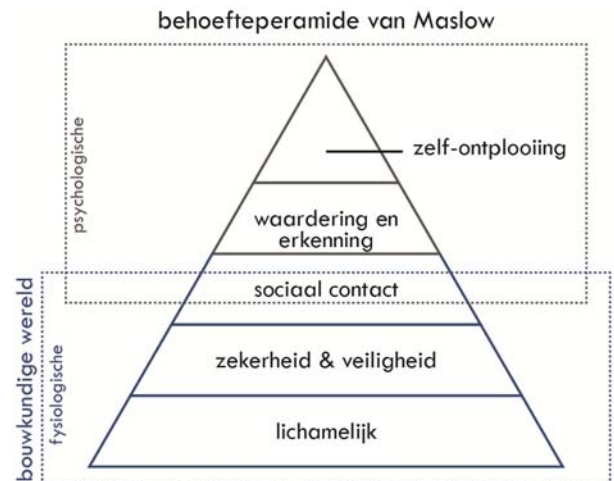 behoefteperamide van Maslow
psychologische
zelf-ontplooiing
waardering en
erkenning
sociaal contact
bouwkundige wereld
fysiologische
zekerheid & veiligheid
lichamelijk